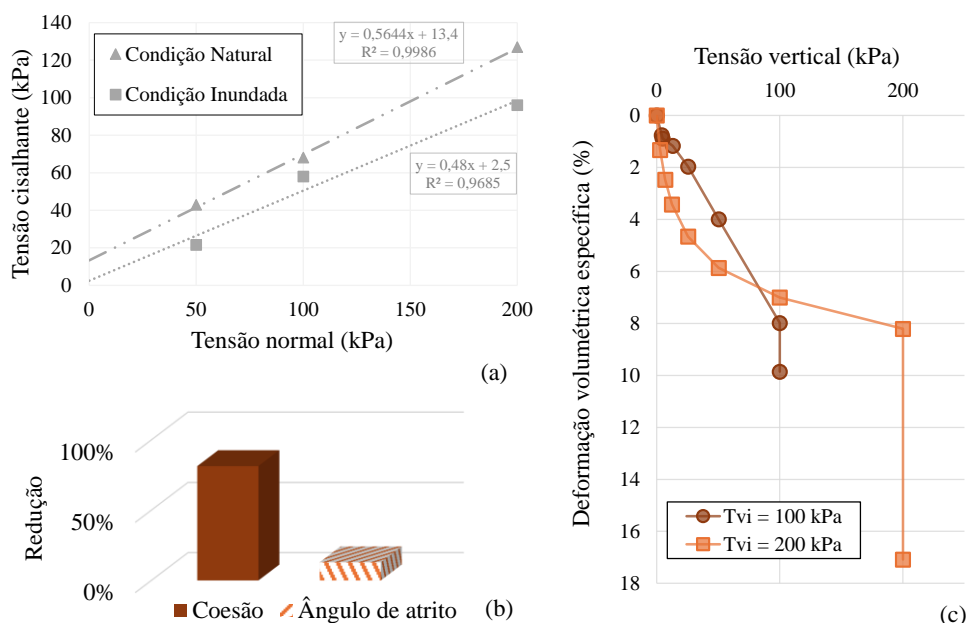 140
120
100
80
60
40
20
0
Tensão cisalhante (kPa)
Condição Natural
Condição Inundada
y = 0,5644x + 13,4
R² = 0,9986
y = 0,48x + 2,5
R² = 0,9685
0 50 100 150 200
Tensão normal (kPa)
(a)
100%
50%
0%
Redução
Coesão Ângulo de atrito
(b)
Tensão vertical (kPa)
0 100 200
0
2
4
6
8
10
12
14
16
18
Deformação volumétrica específica (%)
Tvi = 100 kPa
Tvi = 200 kPa
(c)